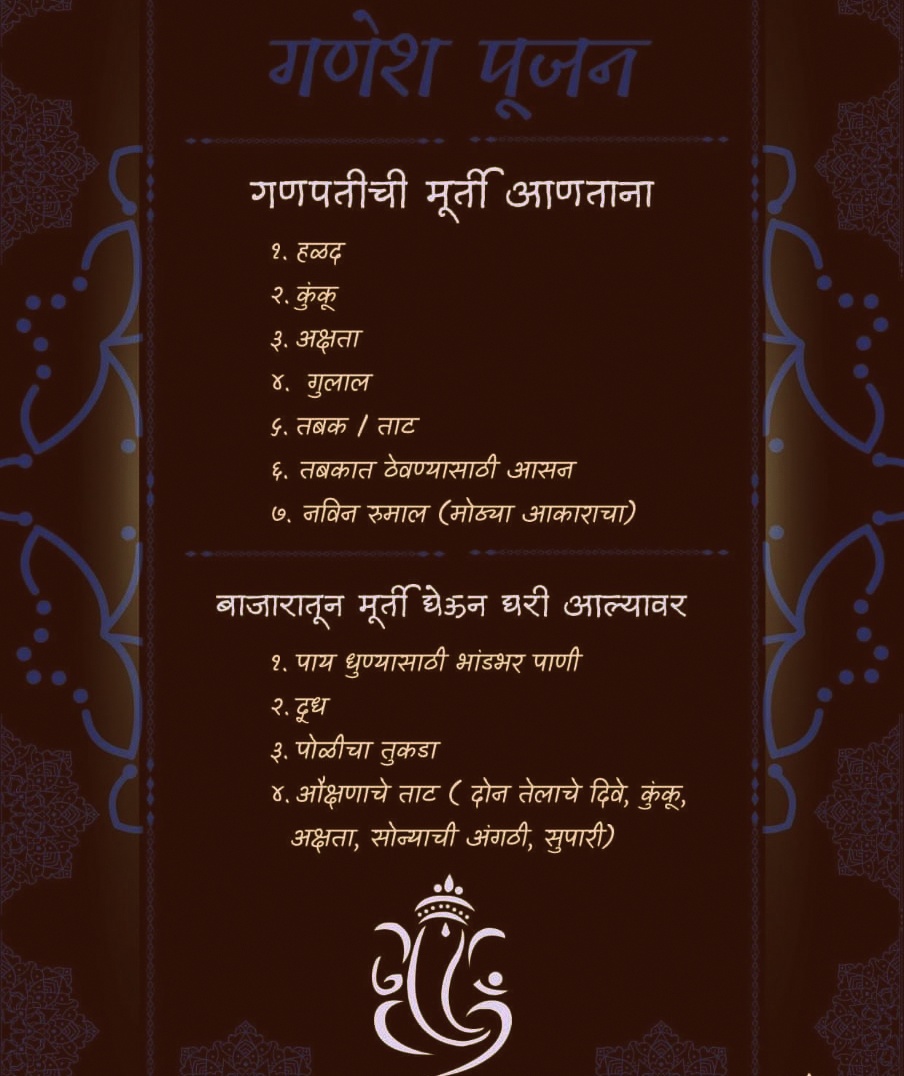 गणेश पूजन
गणपतीची मूर्ती आणताना
१. हळद
२. कुंकू
३. अक्षता
४. गुलाल
५. तबक / ताट
६. तबकात ठेवण्यासाठी आसन
७. नविन रुमाल (मोठ्या आकाराचा)
बाजारातून मूर्ती घेऊन घरी आल्यावर
१. पाय धुण्यासाठी भांडभर पाणी
२. दूध
३. पोळीचा तुकडा
४. औक्षणाचे ताट ( दोन तेलाचे दिवे, कुंकू,
अक्षता, सोन्याची अंगठी, सुपारी)